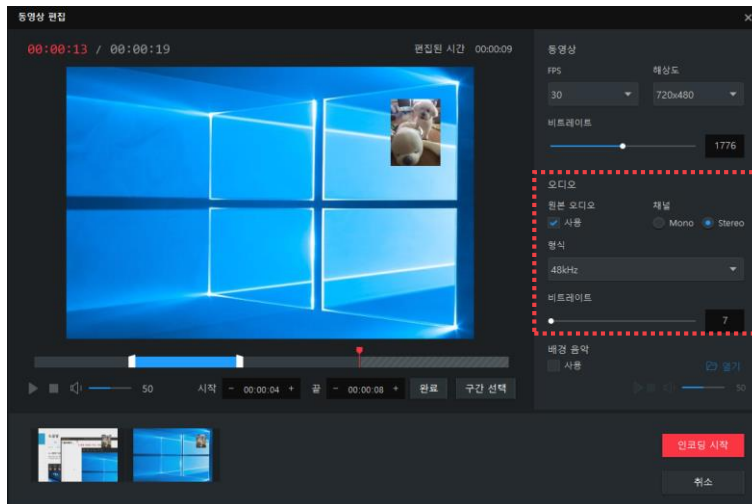 동영상 편집
00:00:13 / 00:00:19
편집된 시간 00:00:09
동영상
FPS 해상도
30 720x480
비트레이트
1776
오디오
원본 오디오 채널
사용 Mono Stereo
형식
48kHz
비트레이트
7
배경 음악
사용 열기
50
50 시작 - 00:00:04 + 끝 - 00:00:08 + 완료 구간 선택
인코딩 시작
취소